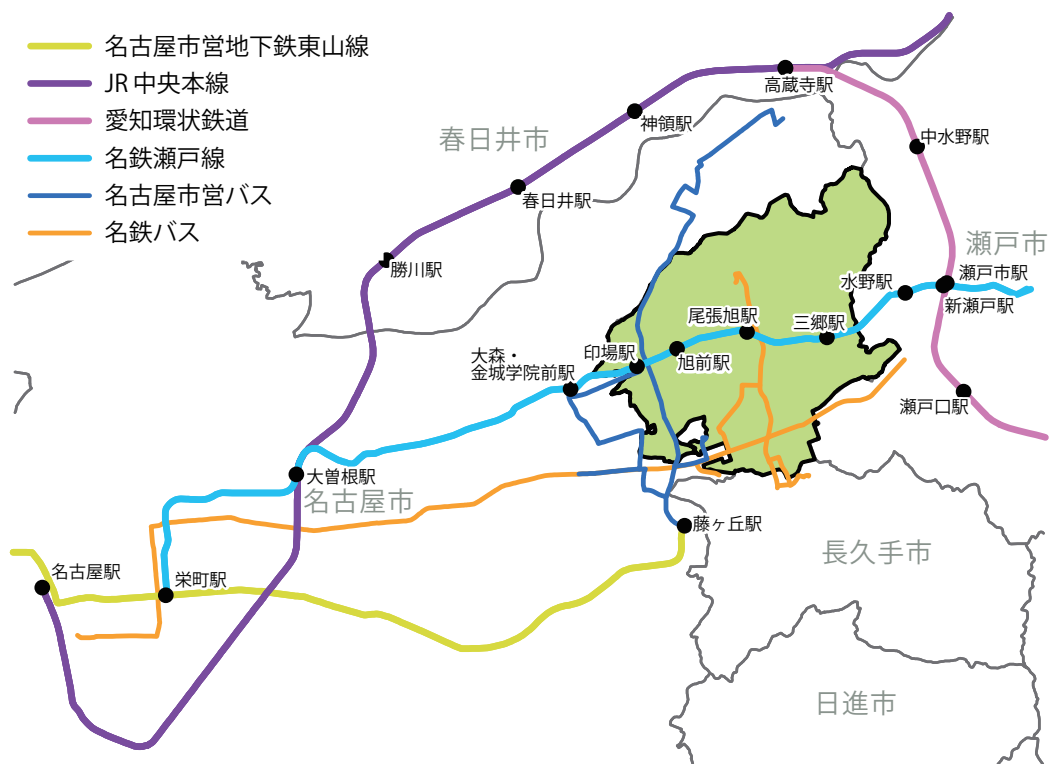 名古屋市営地下鉄東山線
JR中央本線
愛知環状鉄道
名鉄瀬戸線
名古屋市営バス
名鉄バス
高蔵寺駅
神領駅
春日井市
中水野駅
春日井駅
瀬戸市
勝川駅
水野駅
瀬戸市駅
新瀬戸駅
尾張旭駅
三郷駅
大森・
金城学院前駅
印場駅
旭前駅
瀬戸口駅
大曽根駅
名古屋市
藤ヶ丘駅
長久手市
名古屋駅
栄町駅
日進市